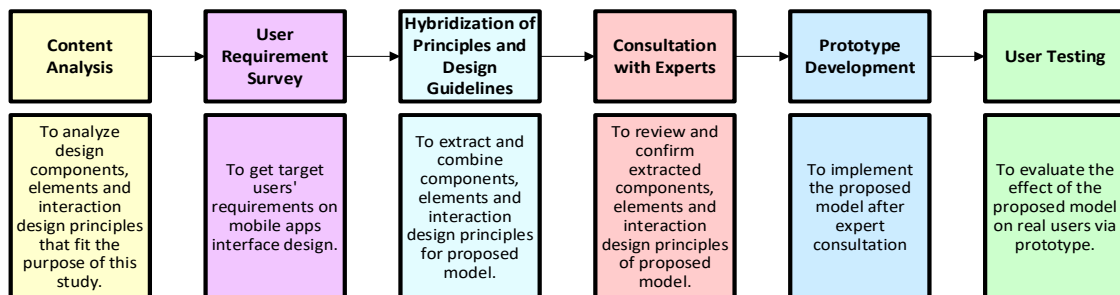 Content
Analysis
User
Requirement
Survey
Hybridization of
Principles and
Design
Guidelines
Consultation
with Experts
Prototype
Development
User Testing
To analyze
design
components,
elements and
interaction
design principles
that fit the
purpose of this
study.
To get target
users'
requirements on
mobile apps
interface design.
To extract and
combine
components,
elements and
interaction
design principles
for proposed
model.
To review and
confirm
extracted
components,
elements and
interaction
design principles
of proposed
model.
To implement
the proposed
model after
expert
consultation
To evaluate the
effect of the
proposed model
on real users via
prototype.